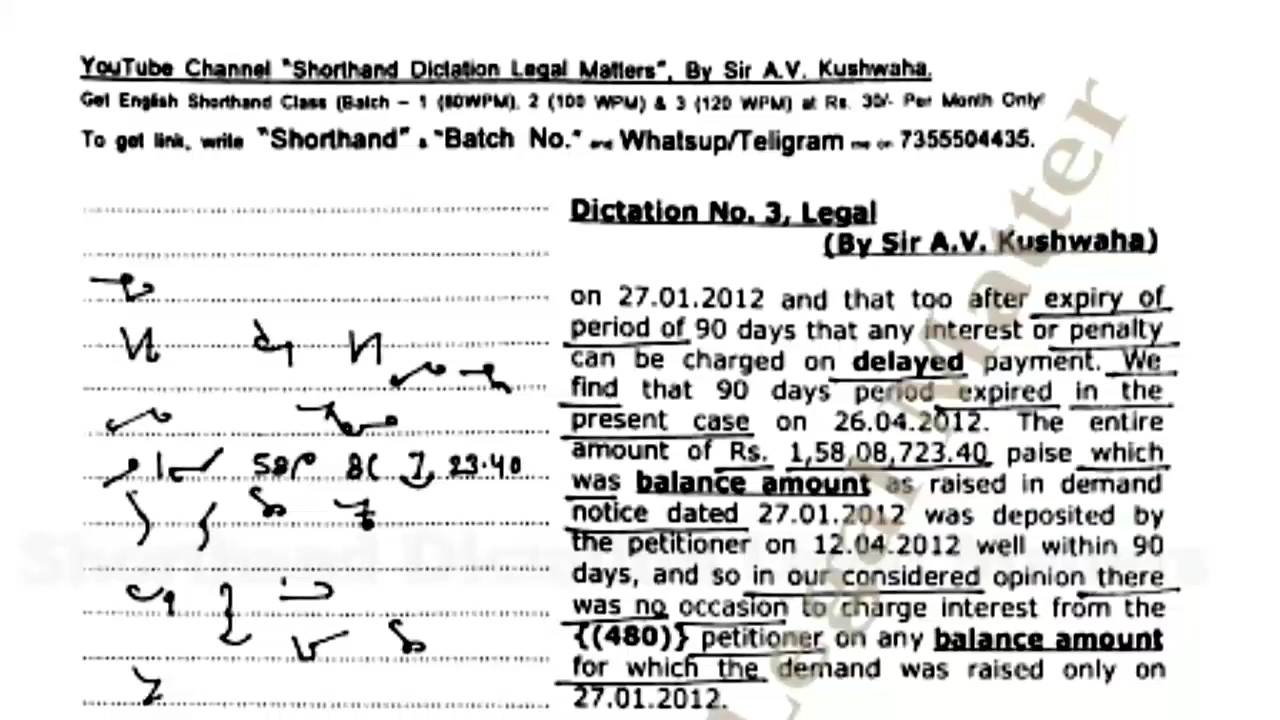 YouTube Channel "Shorthand Dictation Legal Matters", By Sir A.V. Kushwaha.
Get English Shorthand Class (Batch – 1 (80WPM), 2 (100 WPM) & 3 (120 WPM) at Rs. 30/- Per Month Only
To get link, write "Shorthand" & "Batch No." and Whatsup/Teligram me on 7355504435.
Dictation No. 3, Legal
(By Sir A.V. Kushwaha)
on 27.01.2012 and that too after expiry of
period of 90 days that any interest or penalty
can be charged on delayed payment. We
find that 90 days period expired in the
present case on 26.04.2012. The entire
amount of Rs. 1,58,08,723.40 paise which
was balance amount as raised in demand
notice dated 27.01.2012 was deposited by
the petitioner on 12.04.2012 well within 90
days, and so in our considered opinion there
was no occasion to charge interest from the
{(480)} petitioner on any balance amount
for which the demand was raised only on
27.01.2012.
58
8
23.40
Shorthand Dictation Legal Matters
Legal Matter